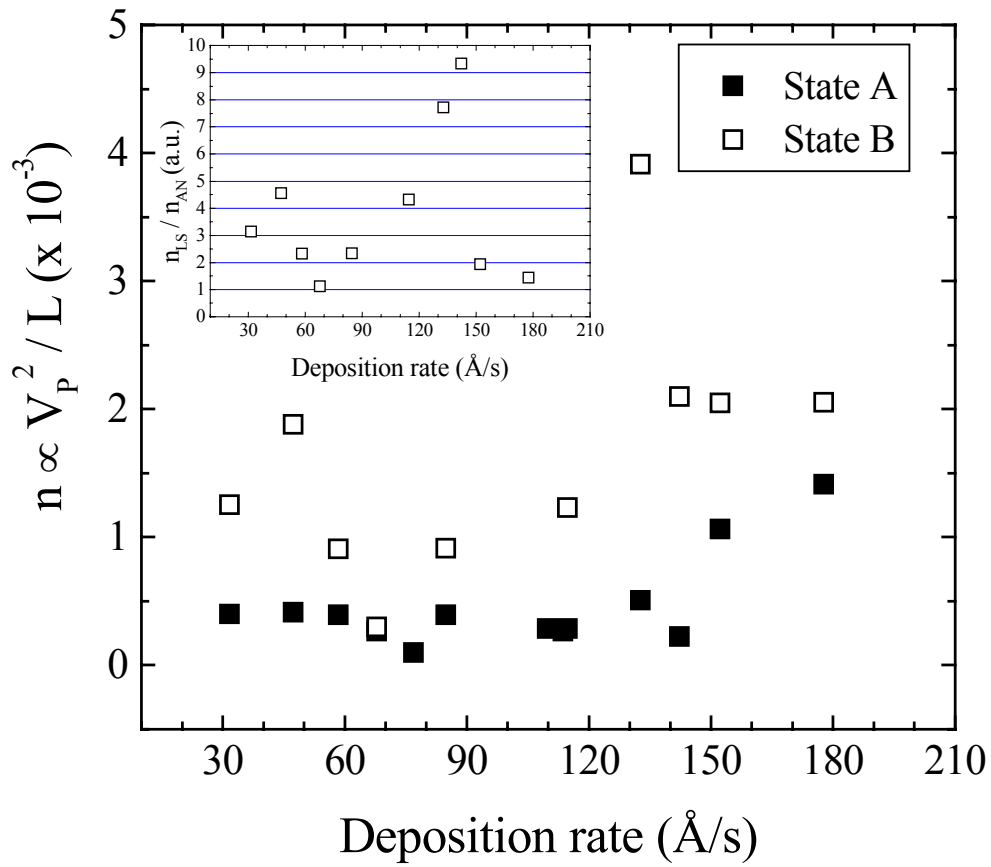 n ∝ V_P^2 / L (x 10^-3)
5
4
3
2
1
0
30 60 90 120 150 180 210
Deposition rate (Å/s)
State A
State B
n_LS / n_AN (a.u.)
10
9
8
7
6
5
4
3
2
1
0
30 60 90 120 150 180 210
Deposition rate (Å/s)